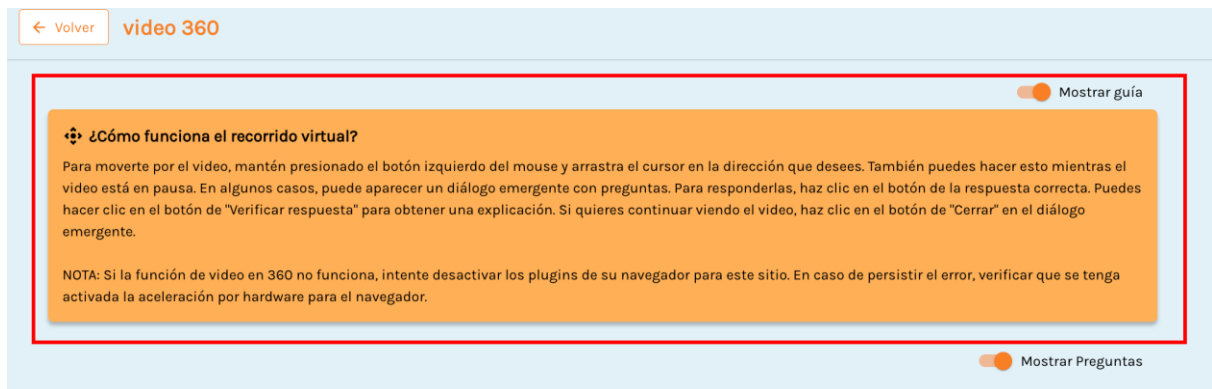 Volver
video 360
Mostrar guía
¿Cómo funciona el recorrido virtual?
Para moverte por el video, mantén presionado el botón izquierdo del mouse y arrastra el cursor en la dirección que desees. También puedes hacer esto mientras el
video está en pausa. En algunos casos, puede aparecer un diálogo emergente con preguntas. Para responderlas, haz clic en el botón de la respuesta correcta. Puedes
hacer clic en el botón de "Verificar respuesta" para obtener una explicación. Si quieres continuar viendo el video, haz clic en el botón de "Cerrar" en el diálogo
emergente.
NOTA: Si la función de video en 360 no funciona, intente desactivar los plugins de su navegador para este sitio. En caso de persistir el error, verificar que se tenga
activada la aceleración por hardware para el navegador.
Mostrar Preguntas